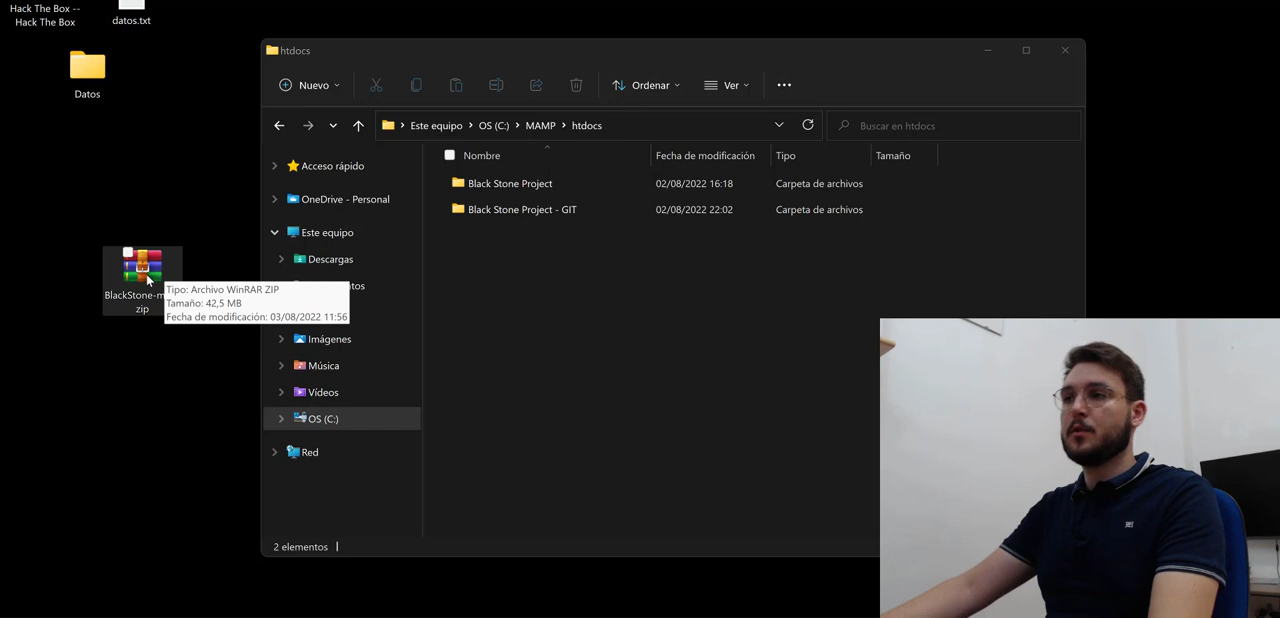 Hack The Box --
Hack The Box
datos.txt
Datos
BlackStone-m
zip
Tipo: Archivo WinRAR ZIP
Tamaño: 42,5 MB
Fecha de modificación: 03/08/2022 11:56
htdocs
Nuevo
Ordenar
Ver
Este equipo
OS (C:)
MAMP
htdocs
Buscar en htdocs
Acceso rápido
OneDrive - Personal
Este equipo
Descargas
tos
Imágenes
Música
Vídeos
OS (C:)
Red
Nombre Fecha de modificación Tipo Tamaño
Black Stone Project 02/08/2022 16:18 Carpeta de archivos
Black Stone Project - GIT 02/08/2022 22:02 Carpeta de archivos
2 elementos